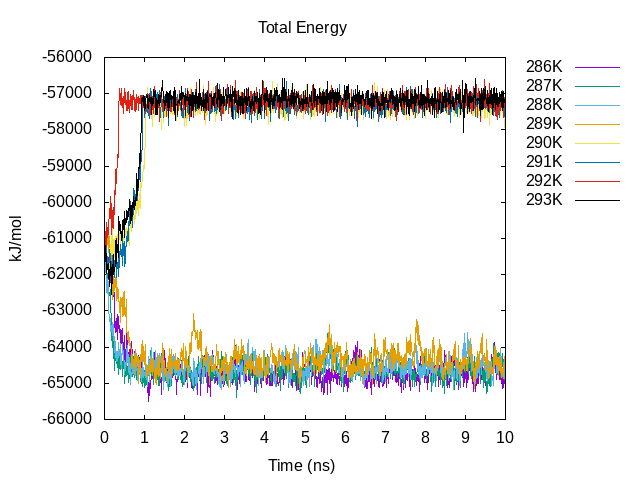 Total Energy
-56000
-57000
-58000
-59000
-60000
-61000
-62000
-63000
-64000
-65000
-66000
kJ/mol
0 1 2 3 4 5 6 7 8 9 10
Time (ns)
286K
287K
288K
289K
290K
291K
292K
293K